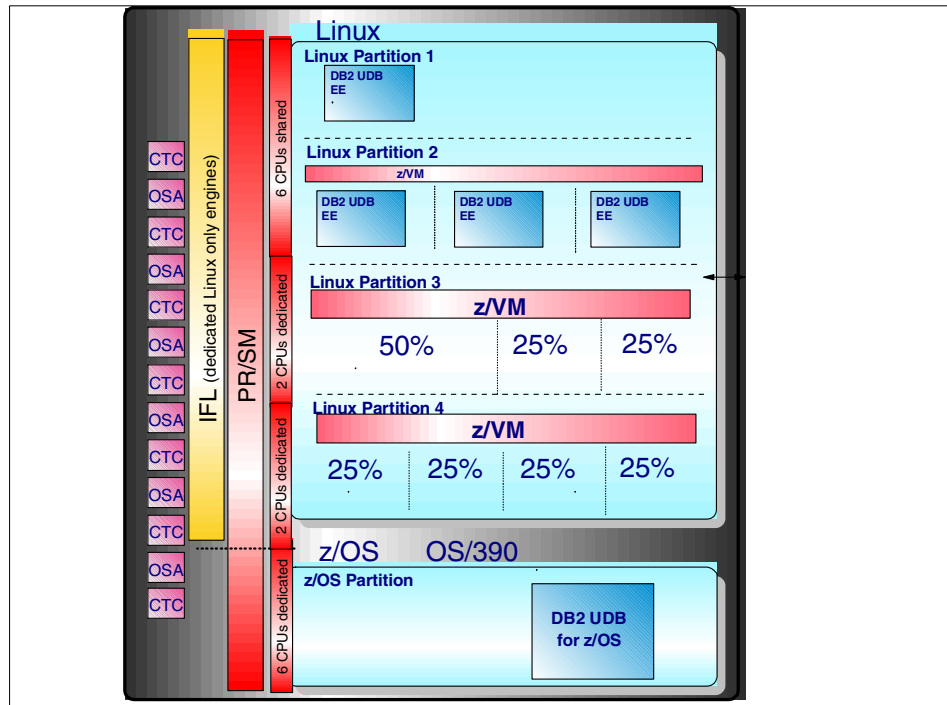 Linux
Linux Partition 1
DB2 UDB
EE
Linux Partition 2
z/VM
DB2 UDB
EE
DB2 UDB
EE
DB2 UDB
EE
Linux Partition 3
z/VM
50%
25%
25%
Linux Partition 4
z/VM
25%
25%
25%
25%
z/OS
OS/390
z/OS Partition
DB2 UDB
for z/OS
CTC
OSA
CTC
OSA
CTC
OSA
CTC
OSA
CTC
OSA
CTC
OSA
CTC
IFL (dedicated Linux only engines)
PR/SM
6 CPUs shared
2 CPUs dedicated
2 CPUs dedicated
6 CPUs dedicated